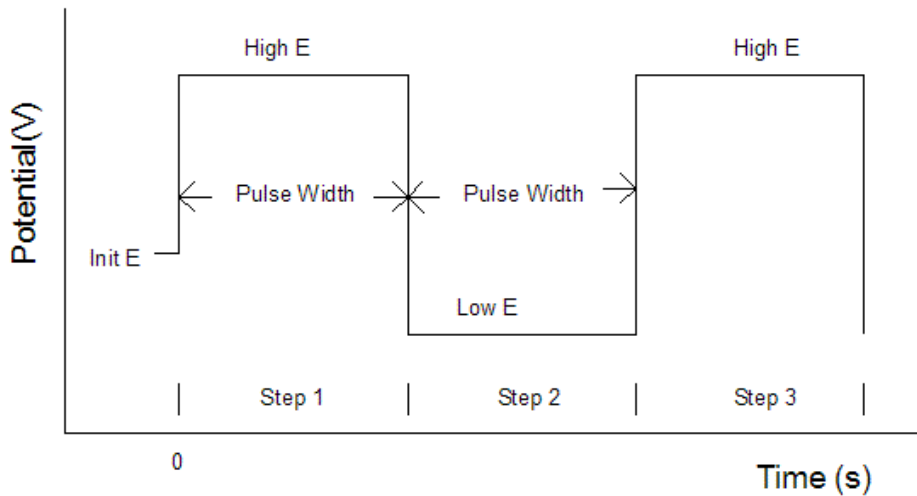 High E
High E
Potential(V)
Pulse Width
Pulse Width
Init E
Low E
Step 1
Step 2
Step 3
0
Time (s)